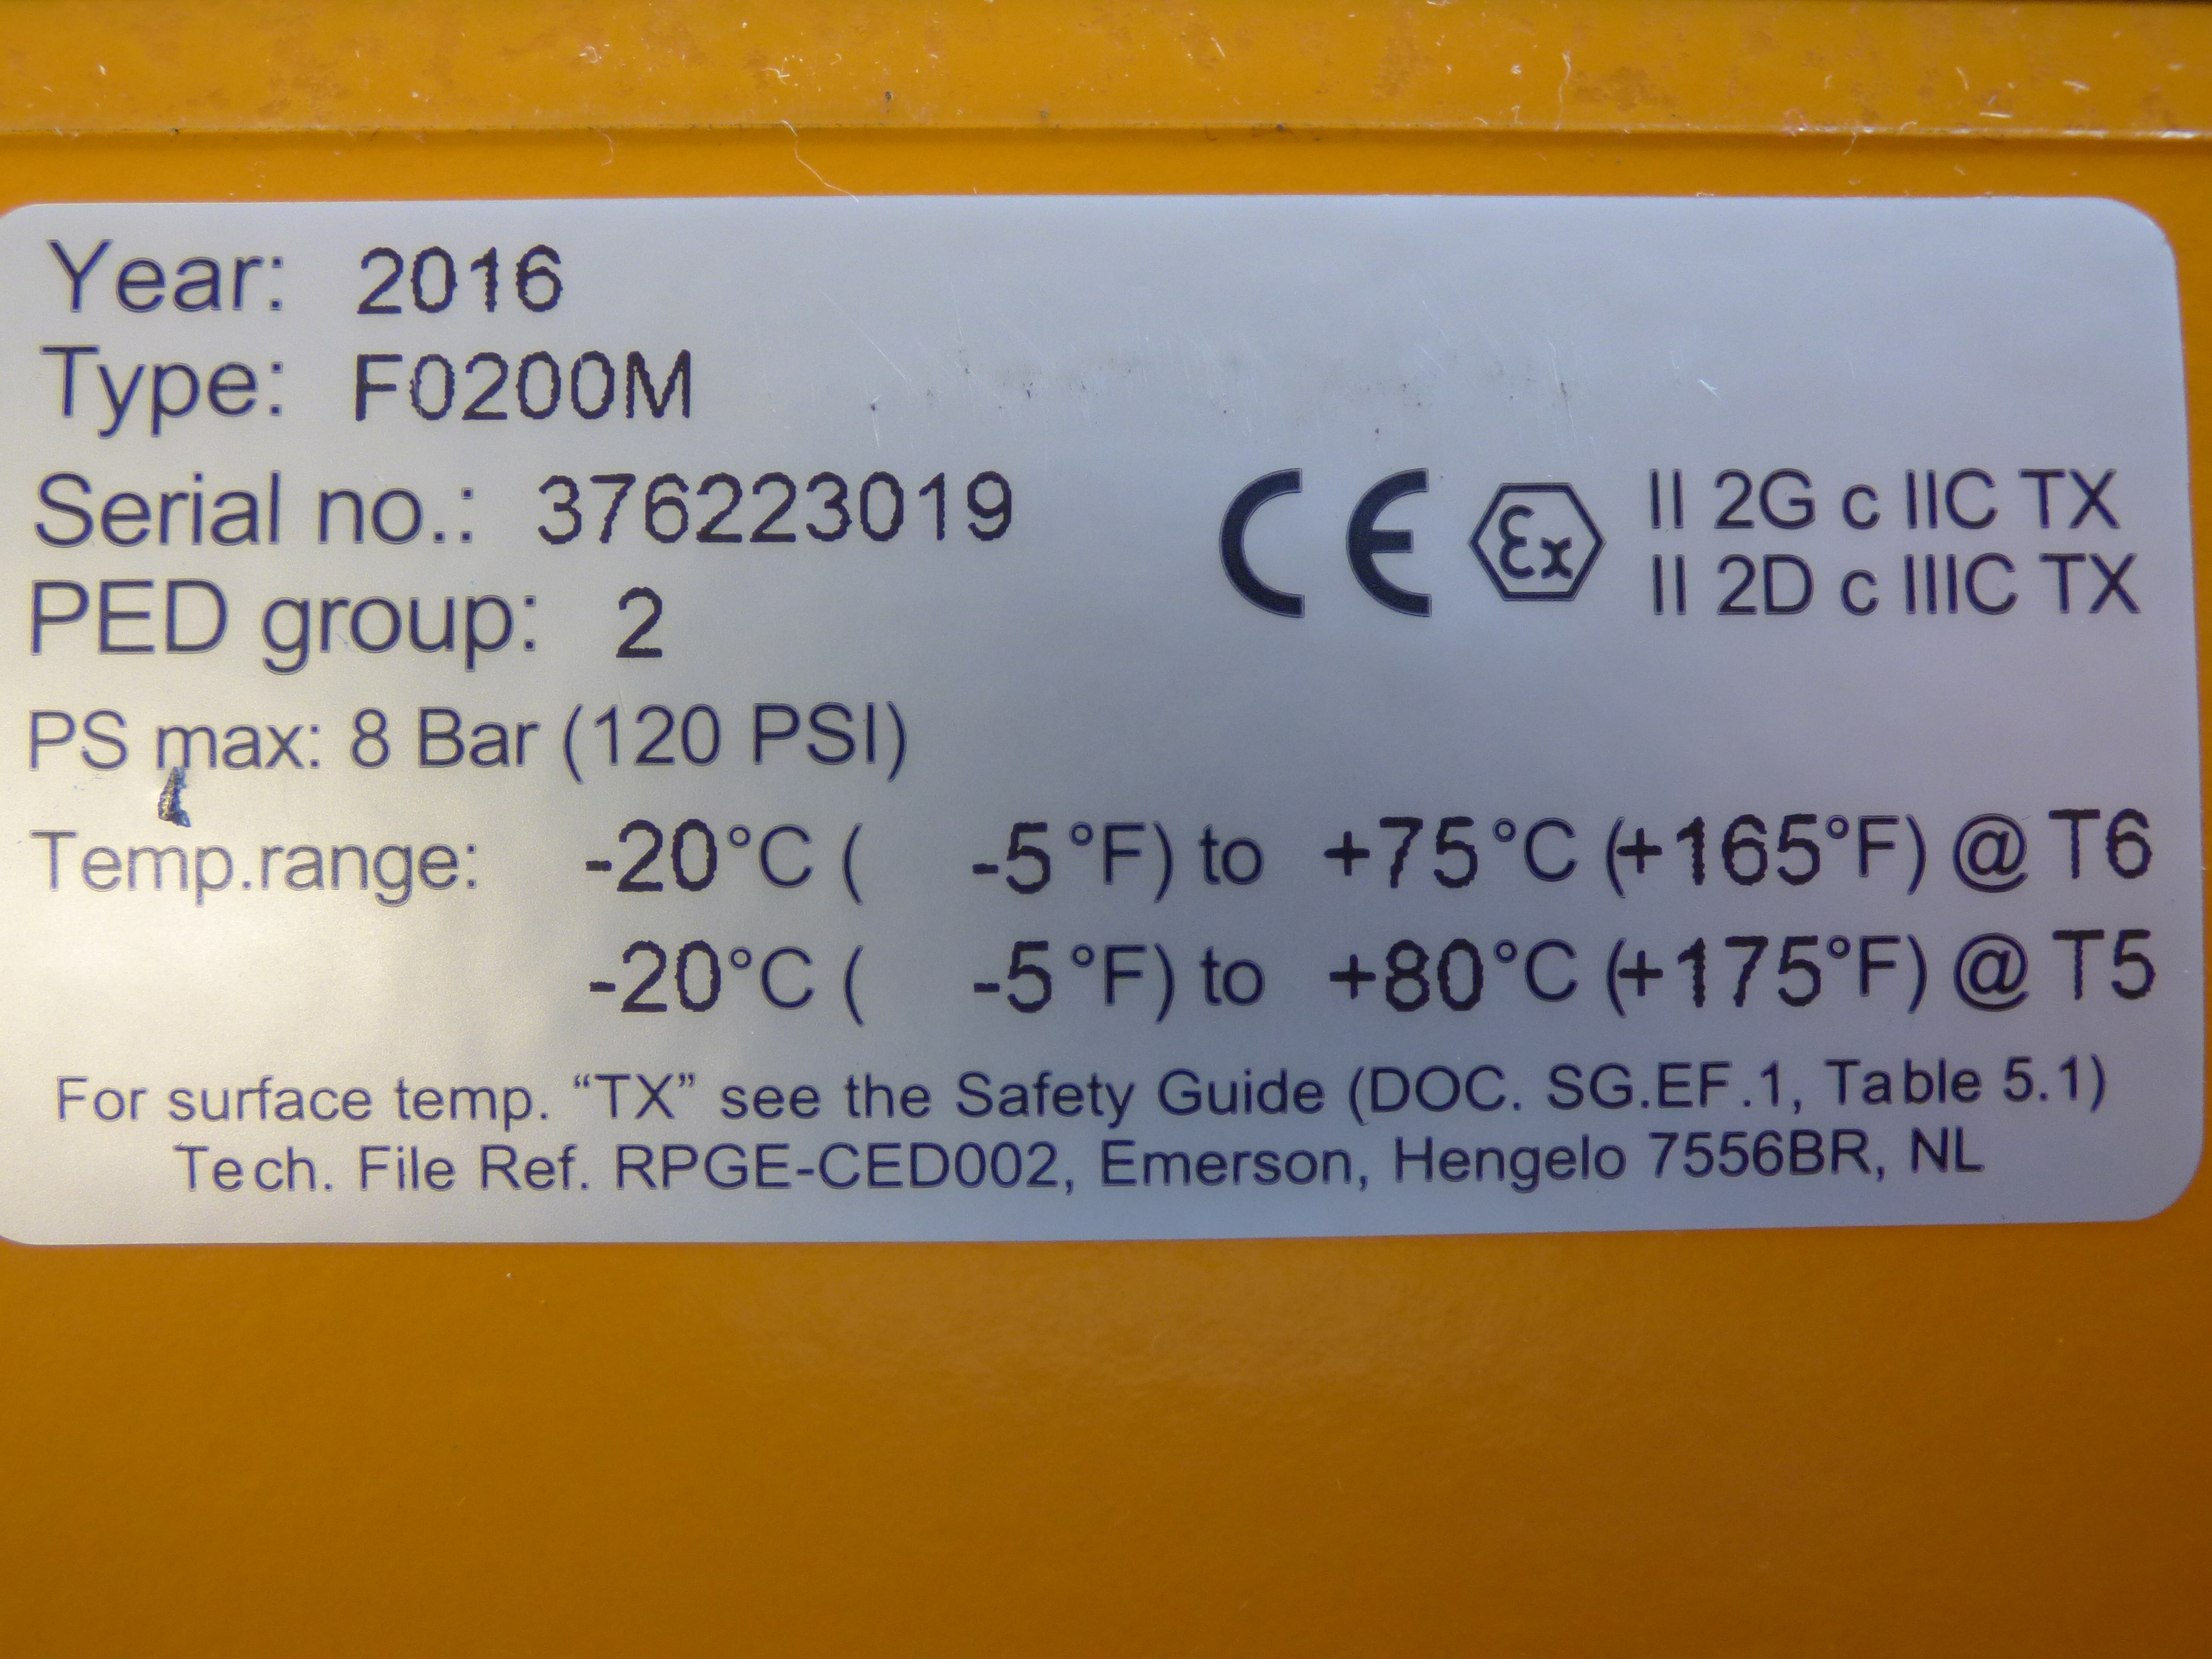 Year: 2016
Type: F0200M
Serial no.: 376223019
CE Ex II 2G c IIC TX
II 2D c IIIC TX
PED group: 2
PS max: 8 Bar (120 PSI)
Temp.range: -20°C ( -5°F) to +75°C (+165°F) @ T6
-20°C ( -5°F) to +80°C (+175°F) @ T5
For surface temp. “TX” see the Safety Guide (DOC. SG.EF.1, Table 5.1)
Tech. File Ref. RPGE-CED002, Emerson, Hengelo 7556BR, NL